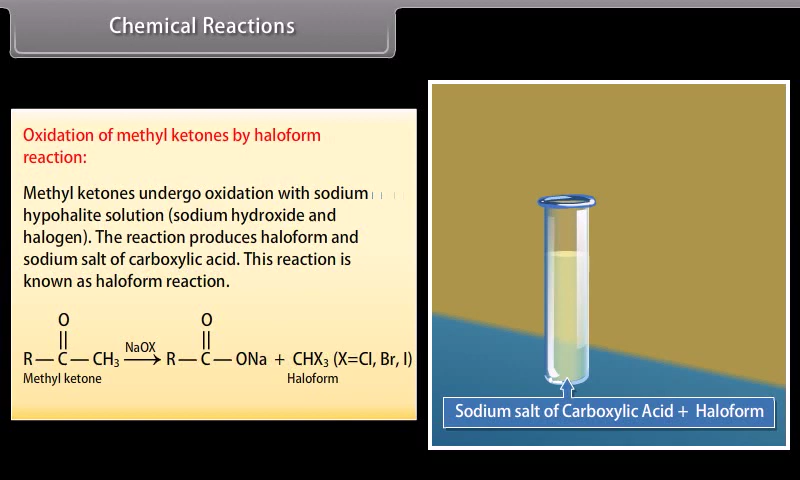 Chemical Reactions
Oxidation of methyl ketones by haloform
reaction:
Methyl ketones undergo oxidation with sodium
hypohalite solution (sodium hydroxide and
halogen). The reaction produces haloform and
sodium salt of carboxylic acid. This reaction is
known as haloform reaction.
O O
|| ||
R — C — CH₃ NaOX ⟶ R — C — ONa + CHX₃ (X=Cl, Br, I)
Methyl ketone Haloform
Sodium salt of Carboxylic Acid + Haloform